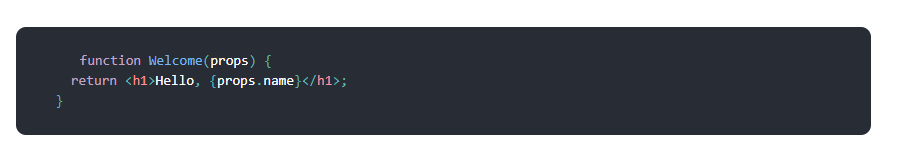 function Welcome(props) {
return <h1>Hello, {props.name}</h1>;
}